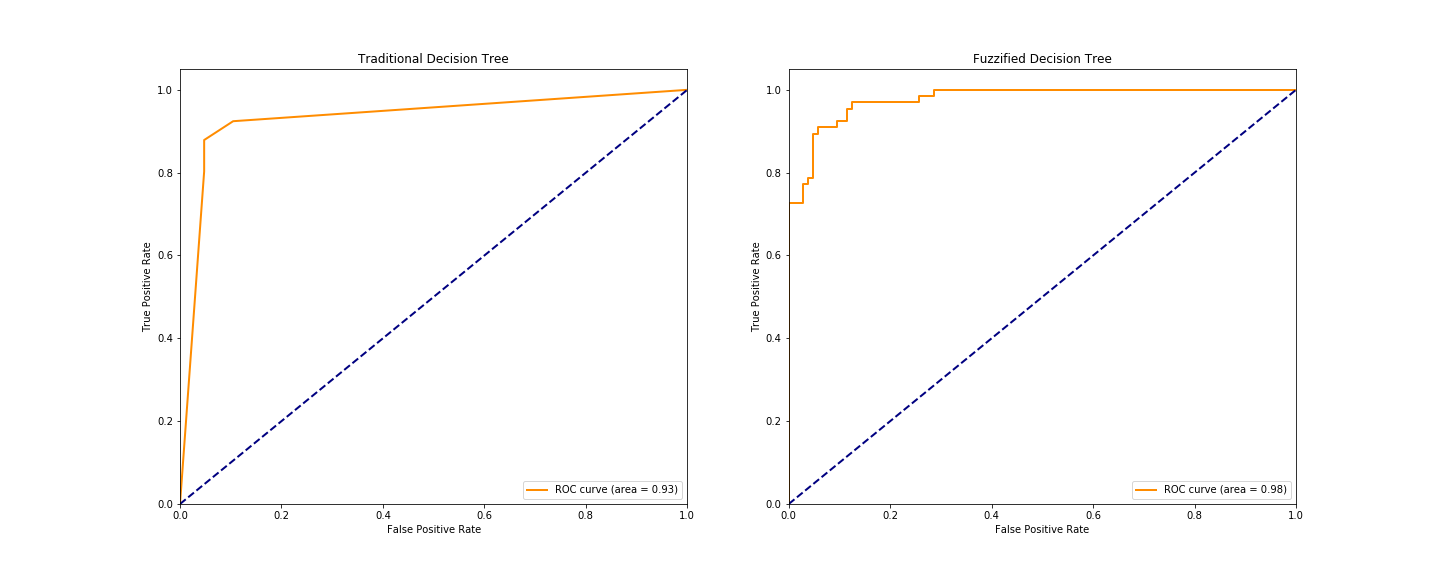 Traditional Decision Tree
1.0
0.8
0.6
0.4
0.2
0.0
True Positive Rate
0.0 0.2 0.4 0.6 0.8 1.0
False Positive Rate
ROC curve (area = 0.93)
Fuzzified Decision Tree
1.0
0.8
0.6
0.4
0.2
0.0
True Positive Rate
0.0 0.2 0.4 0.6 0.8 1.0
False Positive Rate
ROC curve (area = 0.98)